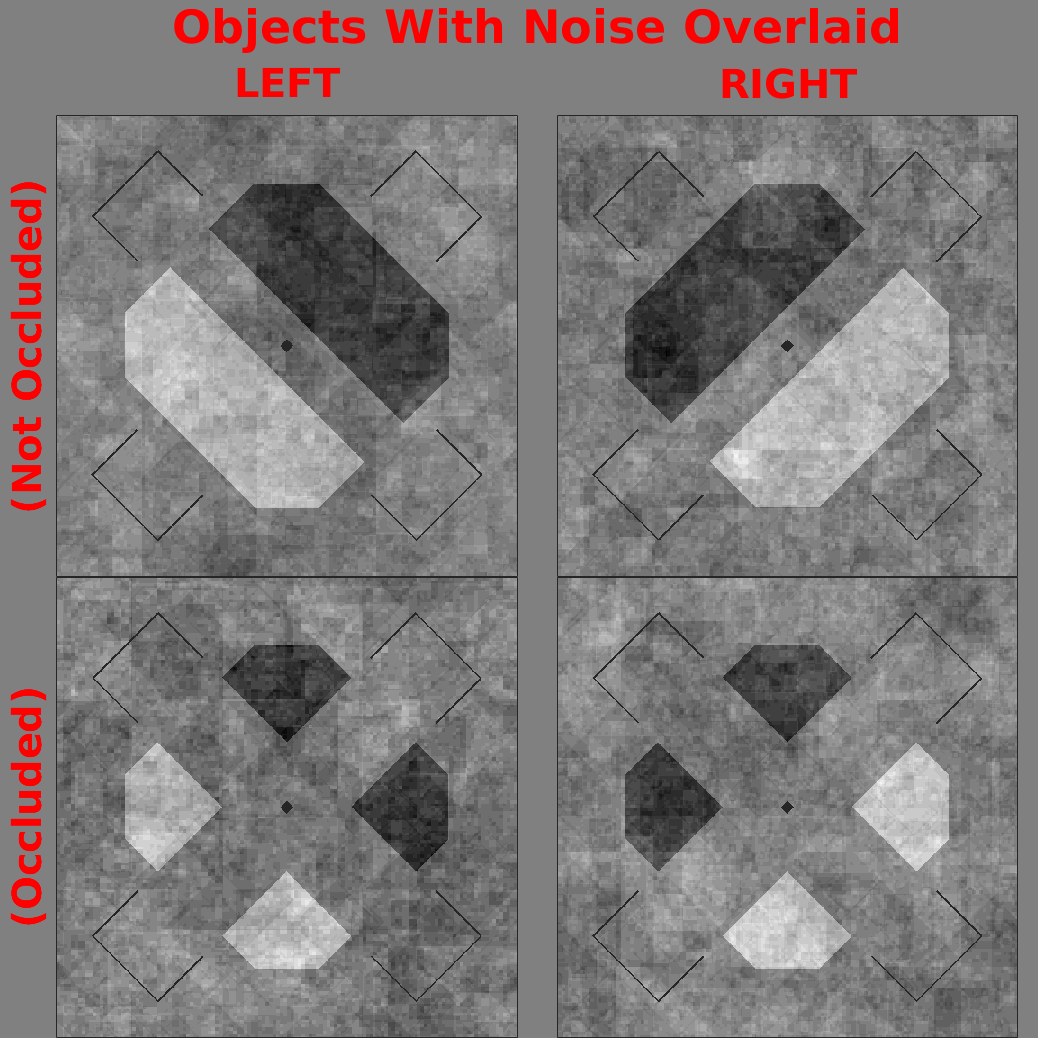 Objects With Noise Overlaid
LEFT
RIGHT
(Not Occluded)
(Occluded)